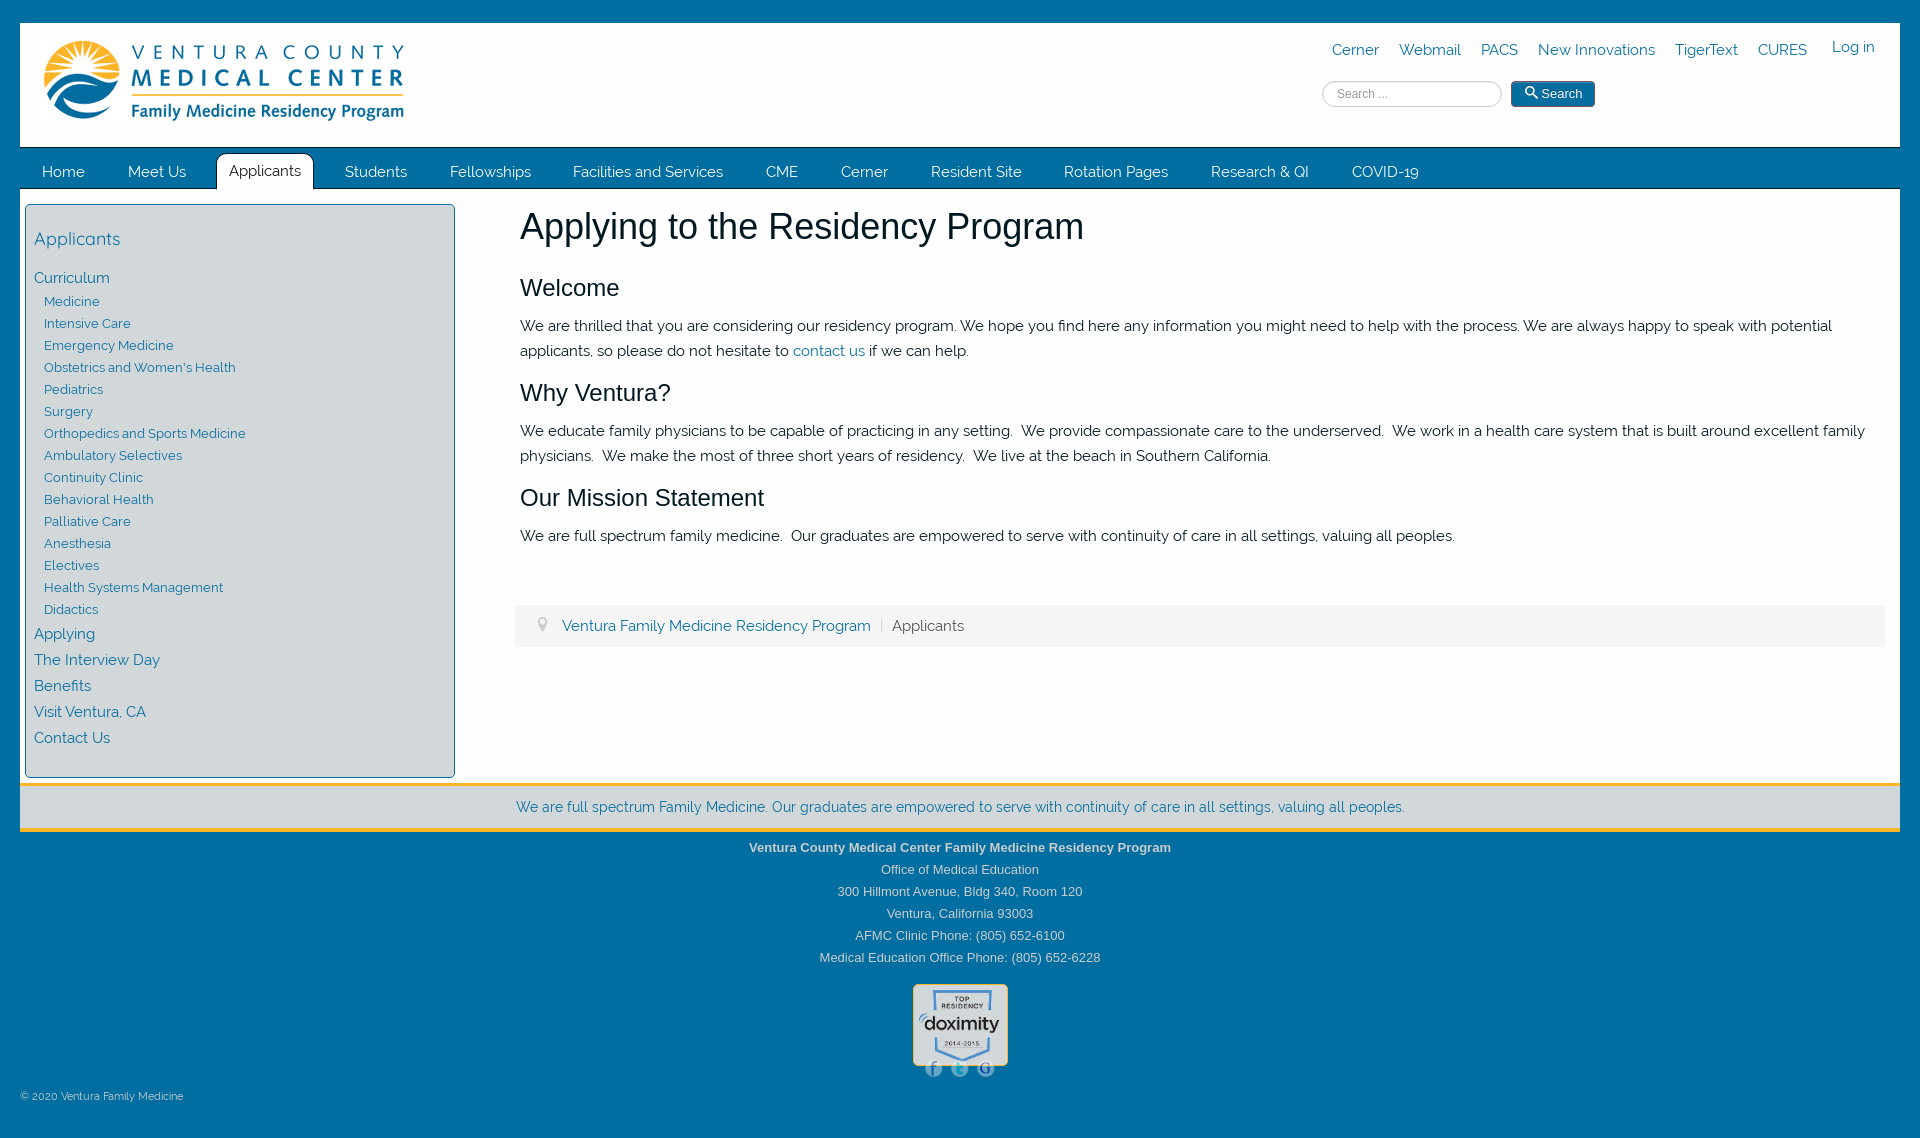 VENTURA COUNTY
MEDICAL CENTER
Family Medicine Residency Program
Cerner Webmail PACS New Innovations TigerText CURES Log in
Search ...
Search
Home Meet Us Applicants Students Fellowships Facilities and Services CME Cerner Resident Site Rotation Pages Research & QI COVID-19
Applicants
Curriculum
Medicine
Intensive Care
Emergency Medicine
Obstetrics and Women's Health
Pediatrics
Surgery
Orthopedics and Sports Medicine
Ambulatory Selectives
Continuity Clinic
Behavioral Health
Palliative Care
Anesthesia
Electives
Health Systems Management
Didactics
Applying
The Interview Day
Benefits
Visit Ventura, CA
Contact Us
Applying to the Residency Program
Welcome
We are thrilled that you are considering our residency program. We hope you find here any information you might need to help with the process. We are always happy to speak with potential
applicants, so please do not hesitate to contact us if we can help.
Why Ventura?
We educate family physicians to be capable of practicing in any setting.  We provide compassionate care to the underserved.  We work in a health care system that is built around excellent family
physicians.  We make the most of three short years of residency.  We live at the beach in Southern California.
Our Mission Statement
We are full spectrum family medicine.  Our graduates are empowered to serve with continuity of care in all settings, valuing all peoples.
Ventura Family Medicine Residency Program | Applicants
We are full spectrum Family Medicine. Our graduates are empowered to serve with continuity of care in all settings, valuing all peoples.
Ventura County Medical Center Family Medicine Residency Program
Office of Medical Education
300 Hillmont Avenue, Bldg 340, Room 120
Ventura, California 93003
AFMC Clinic Phone: (805) 652-6100
Medical Education Office Phone: (805) 652-6228
TOP
RESIDENCY
doximity
2014-2015
f t G
© 2020 Ventura Family Medicine